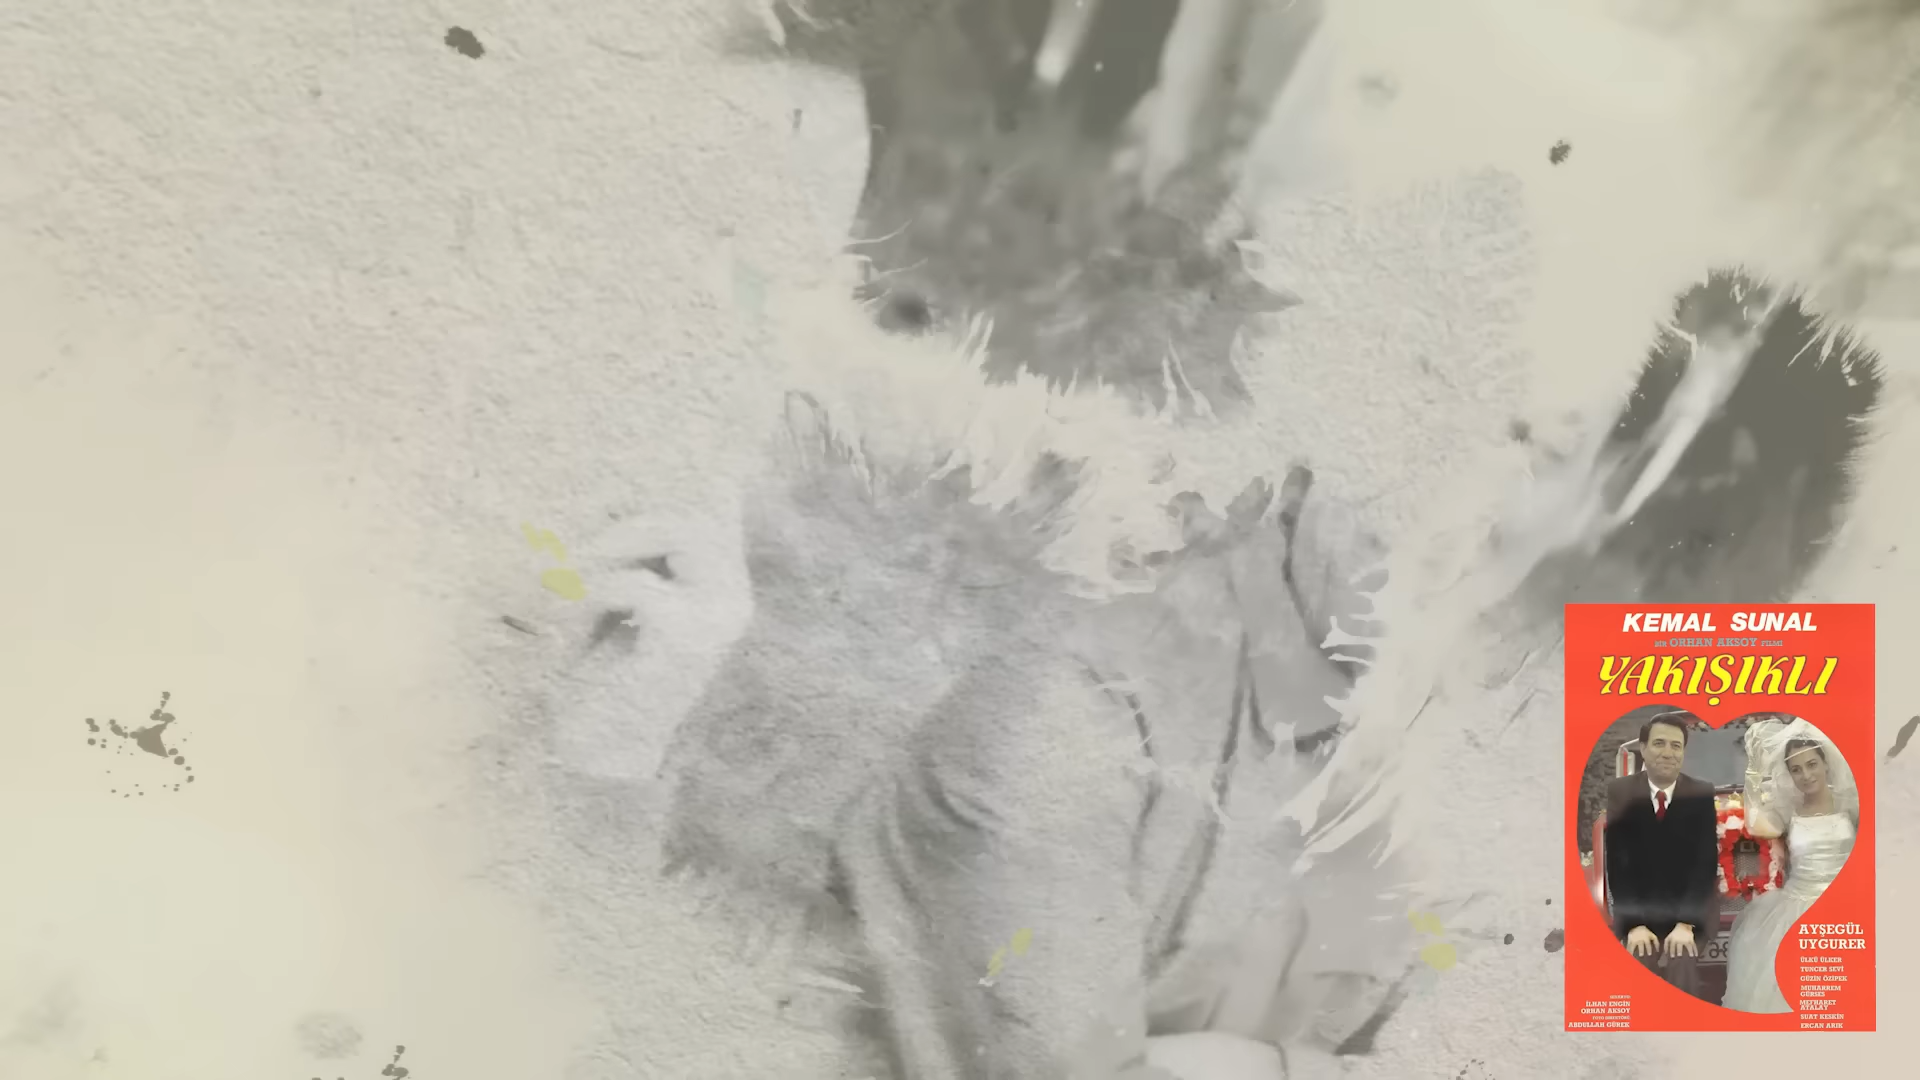 KEMAL SUNAL
BİR ORHAN AKSOY FİLMİ
YAKIŞIKLI
AYŞEGÜL
UYGURER
ÜLKÜ ÜLKER
TUNCER SEVİ
GÜZİN ÖZİPEK
MUHARREM
GÜRSES
MEFHARET
ATALAY
SUAT KESKİN
ERCAN ARIK
İLHAN ENGİN
ORHAN AKSOY
ABDULLAH GÜREK